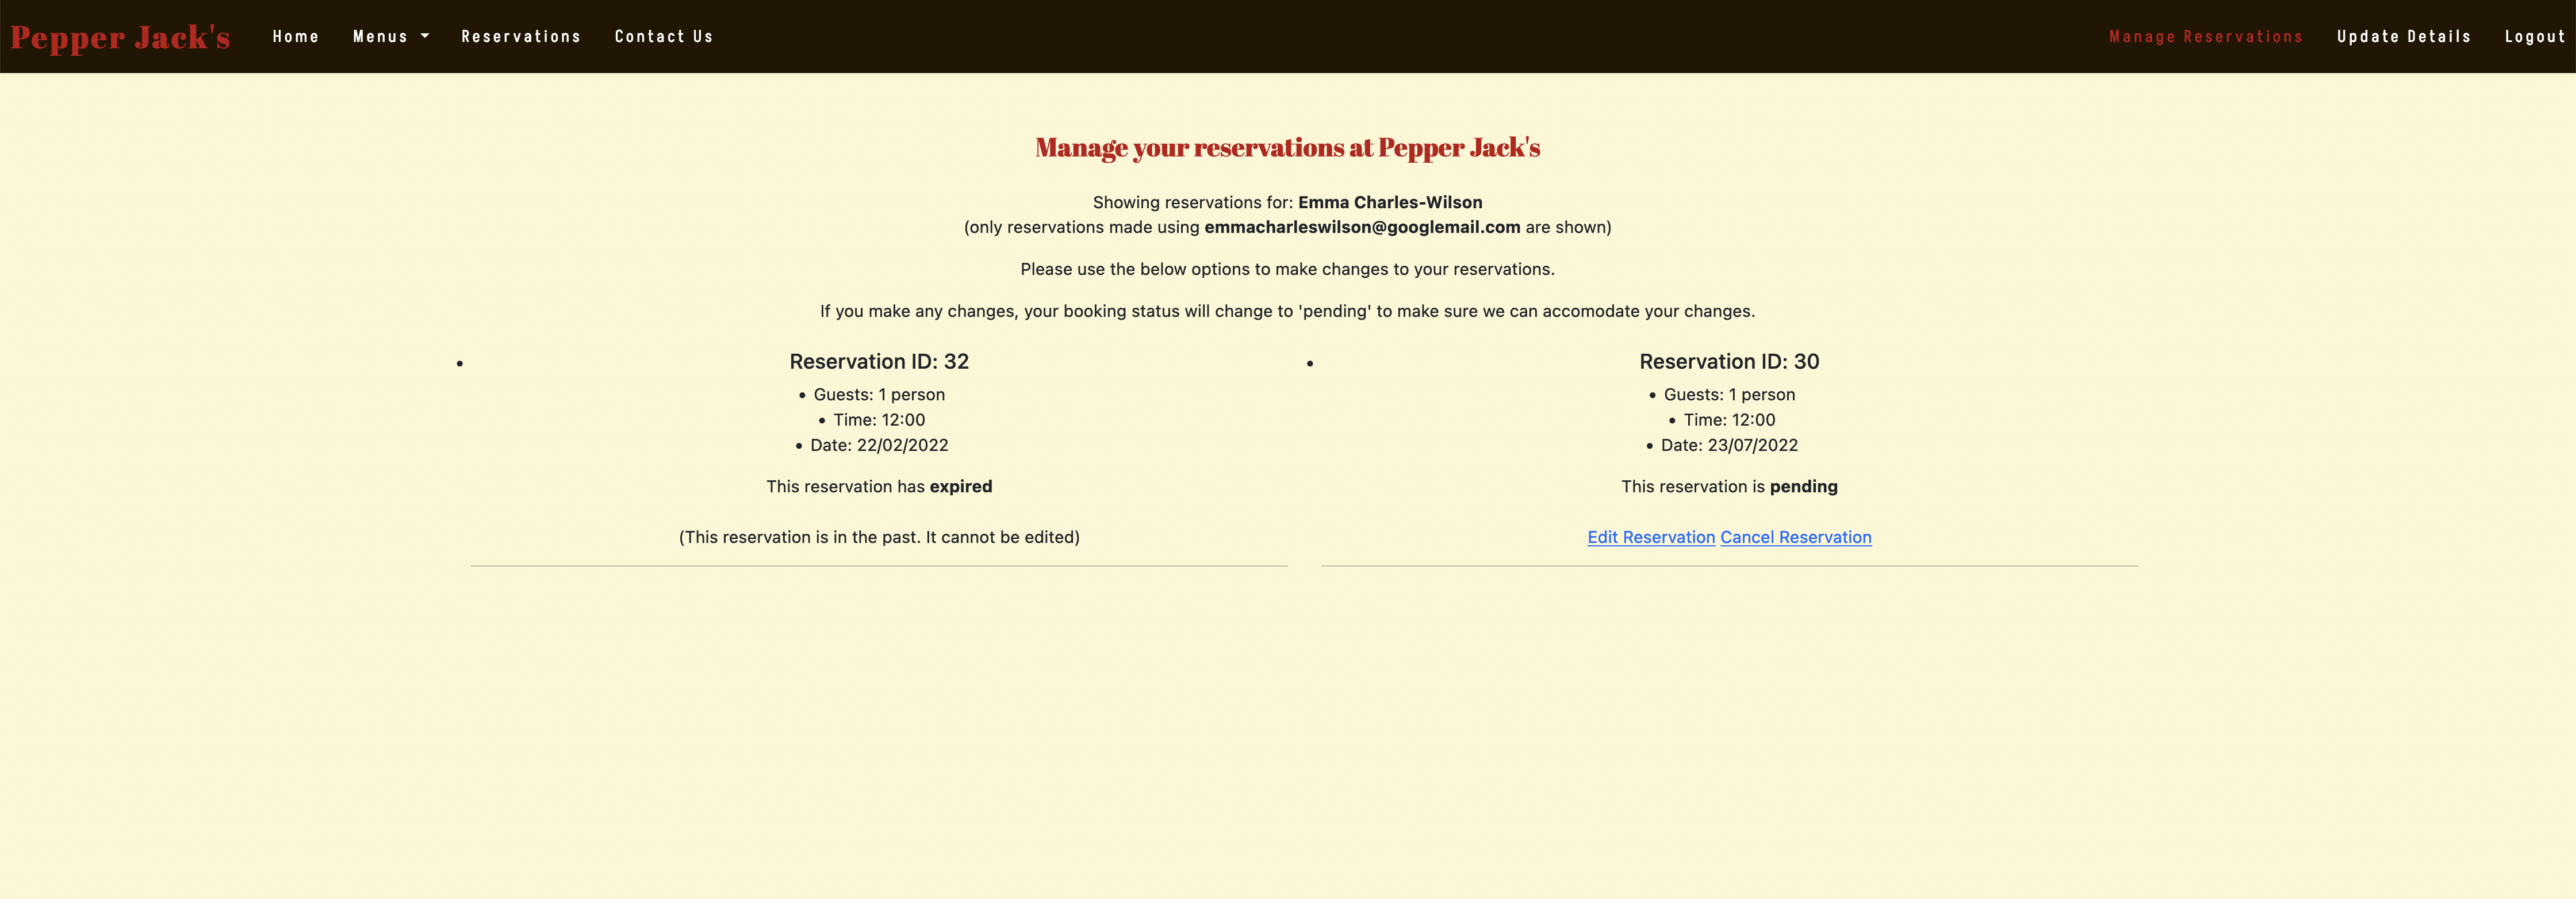 Pepper Jack's Home Menus Reservations Contact Us Manage Reservations Update Details Logout
Manage your reservations at Pepper Jack's
Showing reservations for: Emma Charles-Wilson
(only reservations made using emmacharleswilson@googlemail.com are shown)
Please use the below options to make changes to your reservations.
If you make any changes, your booking status will change to 'pending' to make sure we can accomodate your changes.
Reservation ID: 32
Guests: 1 person
Time: 12:00
Date: 22/02/2022
This reservation has expired
(This reservation is in the past. It cannot be edited)
Reservation ID: 30
Guests: 1 person
Time: 12:00
Date: 23/07/2022
This reservation is pending
Edit Reservation Cancel Reservation